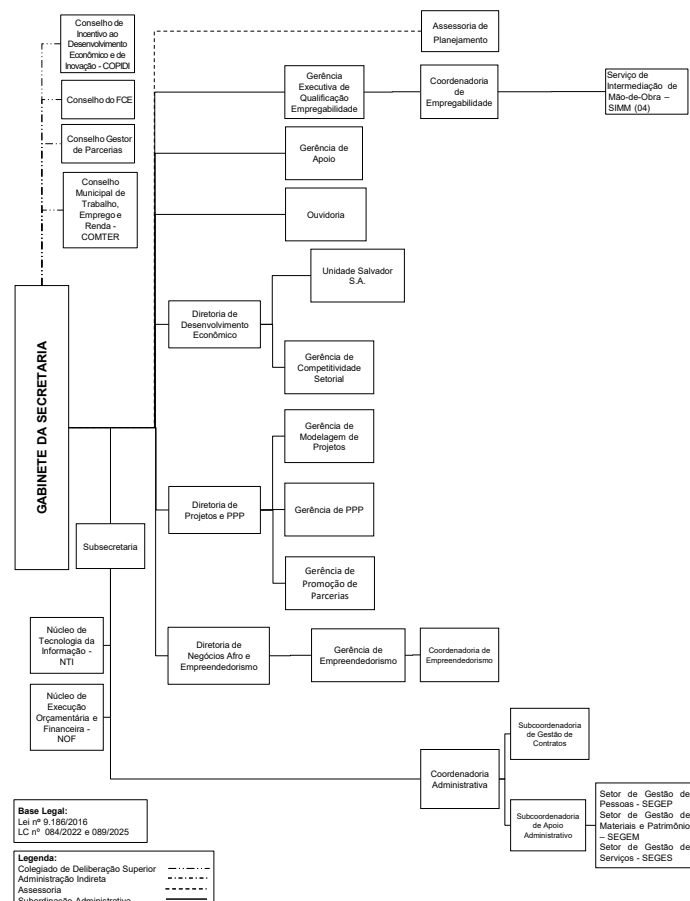 Conselho de
Incentivo ao
Desenvolvimento
Econômico e de
Inovação - COPIDI
Conselho do FCE
Conselho Gestor
de Parcerias
Conselho
Municipal de
Trabalho,
Emprego e
Renda -
COMTER
GABINETE DA SECRETARIA
Assessoria de
Planejamento
Gerência
Executiva de
Qualificação
Empregabilidade
Coordenadoria
de
Empregabilidade
Serviço de
Intermediação de
Mão-de-Obra –
SIMM (04)
Gerência de
Apoio
Ouvidoria
Unidade Salvador
S.A.
Diretoria de
Desenvolvimento
Econômico
Gerência de
Competitividade
Setorial
Gerência de
Modelagem de
Projetos
Diretoria de
Projetos e PPP
Gerência de PPP
Gerência de
Promoção de
Parcerias
Subsecretaria
Núcleo de
Tecnologia da
Informação -
NTI
Diretoria de
Negócios Afro e
Empreendedorismo
Gerência de
Empreendedorismo
Coordenadoria de
Empreendedorismo
Núcleo de
Execução
Orçamentária e
Financeira -
NOF
Coordenadoria
Administrativa
Subcoordenadoria
de Gestão de
Contratos
Subcoordenadoria
de Apoio
Administrativo
Setor de Gestão de
Pessoas - SEGEP
Setor de Gestão de
Materiais e Patrimônio
– SEGEM
Setor de Gestão de
Serviços - SEGES
Base Legal:
Lei nº 9.186/2016
LC nº 084/2022 e 089/2025
Legenda:
Colegiado de Deliberação Superior
Administração Indireta
Assessoria
Subordinação Administrativa